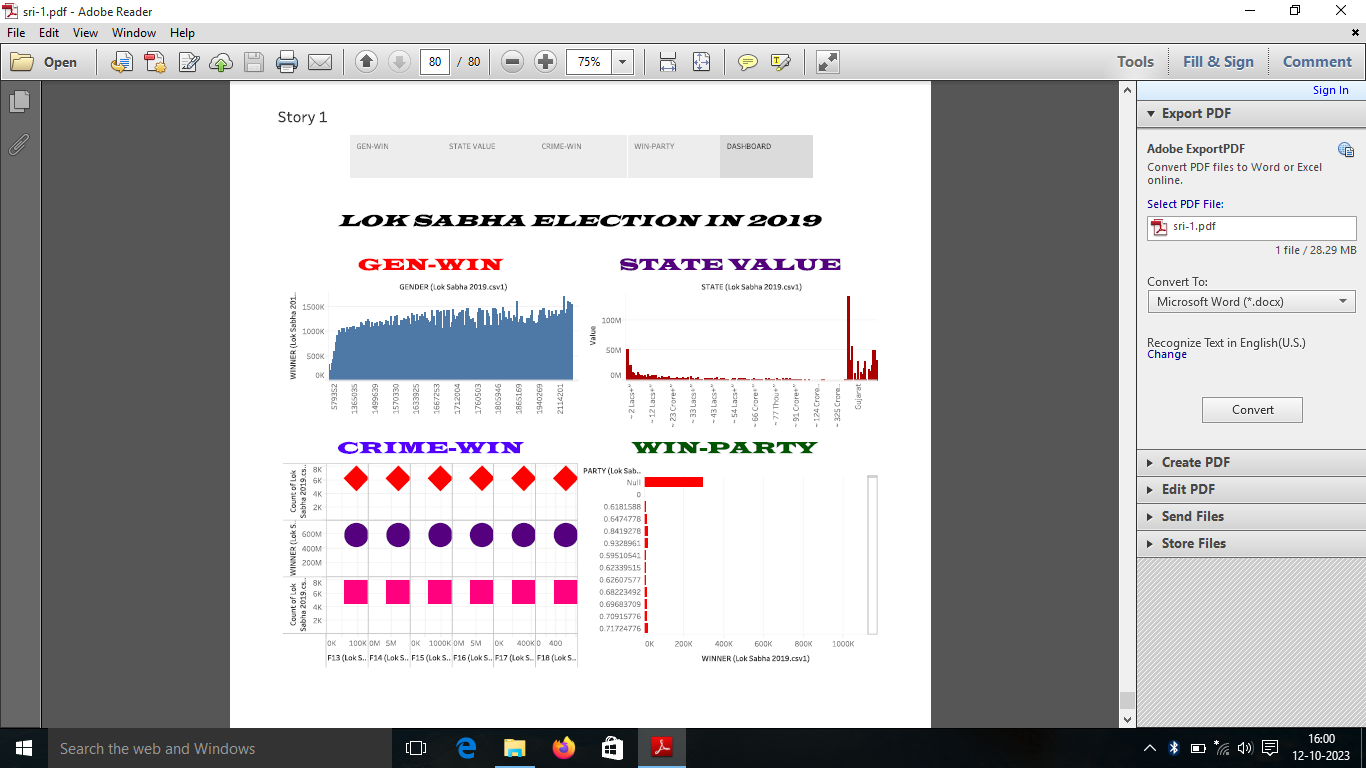 sri-1.pdf - Adobe Reader
File Edit View Window Help
Open 80 / 80 75% Tools Fill & Sign Comment
Sign In
Export PDF
Adobe ExportPDF
Convert PDF files to Word or Excel
online.
Select PDF File:
sri-1.pdf
1 file / 28.29 MB
Convert To:
Microsoft Word (*.docx)
Recognize Text in English(U.S.)
Change
Convert
Create PDF
Edit PDF
Send Files
Store Files
Story 1
GEN-WIN STATE VALUE CRIME-WIN WIN-PARTY DASHBOARD
LOK SABHA ELECTION IN 2019
GEN-WIN
GENDER (Lok Sabha 2019.csv1)
WINNER (Lok Sabha 201..
1500K
1000K
500K
0K
579352 1365035 1499639 1570330 1633925 1667253 1712004 1760503 1805946 1865169 1940269 2114201
STATE VALUE
STATE (Lok Sabha 2019.csv1)
Value
100M
50M
0M
~ 2 Lacs+" ~ 12 Lacs+" ~ 23 Crore+" ~ 33 Lacs+" ~ 43 Lacs+" ~ 54 Lacs+" ~ 66 Crore+" ~ 77 Thou+" ~ 91 Crore+" ~ 124 Crore.. ~ 325 Crore.. Gujarat
CRIME-WIN
Count of Lok
Sabha 2019.cs..
8K
6K
4K
2K
WINNER (Lok S..
600M
400M
200M
Count of Lok
Sabha 2019.cs..
8K
6K
4K
2K
0K 100K 0M 5M 0K 1000K 0M 5M 0K 400K 0 400
F13 (Lok S.. F14 (Lok S.. F15 (Lok S.. F16 (Lok S.. F17 (Lok S.. F18 (Lok S..
WIN-PARTY
PARTY (Lok Sab..
Null
0
0.6181588
0.6474778
0.8419278
0.9328961
0.59510541
0.62339515
0.62607577
0.68223492
0.69683709
0.70915776
0.71724776
0K 200K 400K 600K 800K 1000K
WINNER (Lok Sabha 2019.csv1)
Search the web and Windows
16:00
12-10-2023